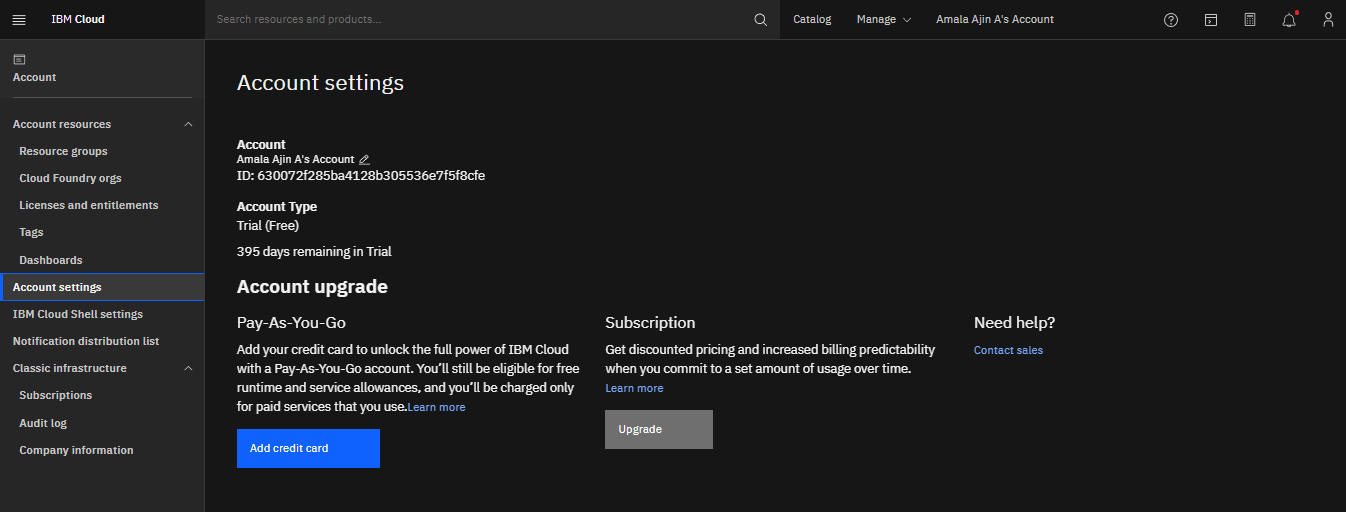 IBM Cloud
Search resources and products...
Catalog
Manage
Amala Ajin A's Account
Account
Account resources
Resource groups
Cloud Foundry orgs
Licenses and entitlements
Tags
Dashboards
Account settings
IBM Cloud Shell settings
Notification distribution list
Classic infrastructure
Subscriptions
Audit log
Company information
Account settings
Account
Amala Ajin A's Account
ID: 630072f285ba4128b305536e7f5f8cfe
Account Type
Trial (Free)
395 days remaining in Trial
Account upgrade
Pay-As-You-Go
Add your credit card to unlock the full power of IBM Cloud
with a Pay-As-You-Go account. You’ll still be eligible for free
runtime and service allowances, and you’ll be charged only
for paid services that you use.Learn more
Add credit card
Subscription
Get discounted pricing and increased billing predictability
when you commit to a set amount of usage over time.
Learn more
Upgrade
Need help?
Contact sales